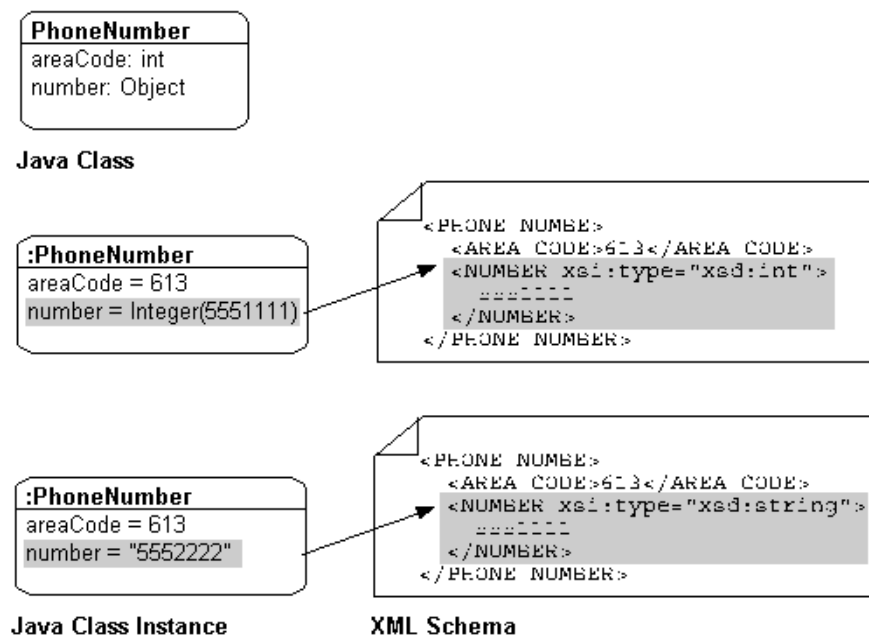 PhoneNumber
areaCode: int
number: Object
Java Class
:PhoneNumber
areaCode = 613
number = Integer(5551111)
<PHONE NUMBE>
<AREA CODE>613</AREA CODE>
<NUMBER xsi:type="xsd:int">
</NUMBER>
</PHONE NUMBER>
:PhoneNumber
areaCode = 613
number = "5552222"
<PHONE NUMBE>
<AREA CODE>613</AREA CODE>
<NUMBER xsi:type="xsd:string">
</NUMBER>
</PHONE NUMBER>
Java Class Instance
XML Schema